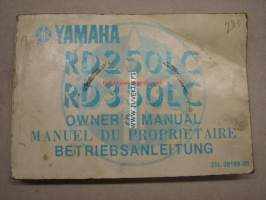 YAMAHA
RD250LC
RD350LC
OWNER'S MANUAL
MANUEL DU PROPRIETAIRE
BETRIEBSANLEITUNG